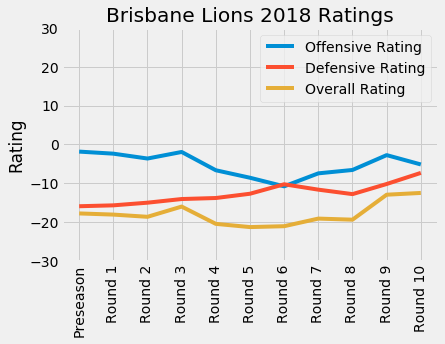 Brisbane Lions 2018 Ratings
Rating
30
20
10
0
−10
−20
−30
Offensive Rating
Defensive Rating
Overall Rating
Preseason
Round 1
Round 2
Round 3
Round 4
Round 5
Round 6
Round 7
Round 8
Round 9
Round 10